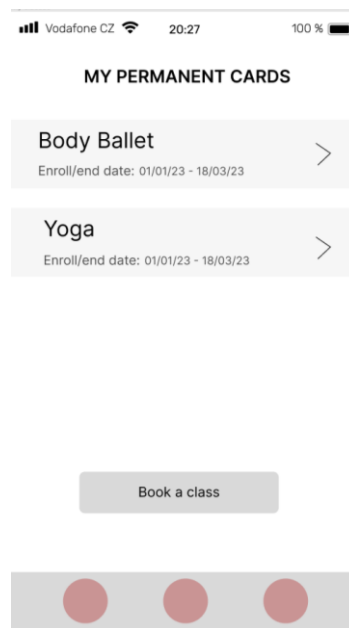 Vodafone CZ 20:27 100 %
MY PERMANENT CARDS
Body Ballet
Enroll/end date: 01/01/23 - 18/03/23
Yoga
Enroll/end date: 01/01/23 - 18/03/23
Book a class